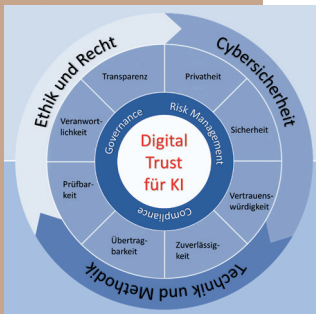 Ethik und Recht
Cybersicherheit
Technik und Methodik
Governance
Risk Management
Compliance
Digital
Trust
für KI
Transparenz
Privatheit
Sicherheit
Vertrauens-
würdigkeit
Zuverlässig-
keit
Übertrag-
barkeit
Prüfbar-
keit
Veranwort-
lichkeit